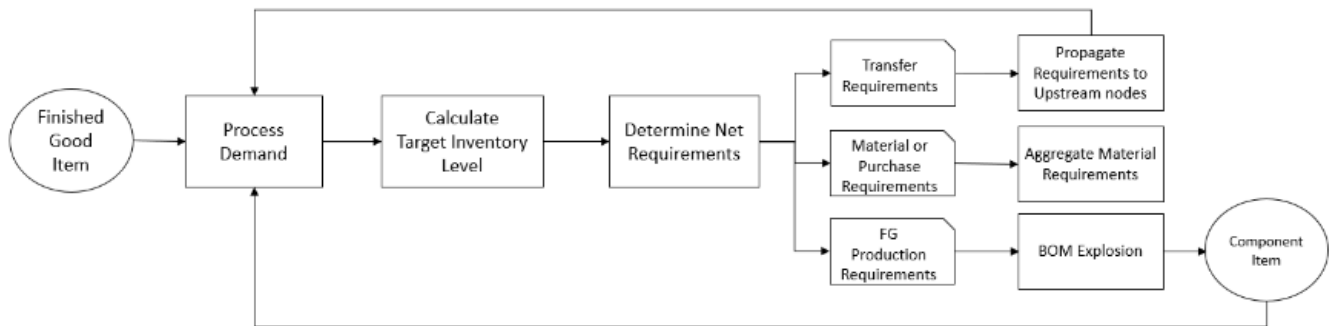 Finished
Good
Item
Process
Demand
Calculate
Target Inventory
Level
Determine Net
Requirements
Transfer
Requirements
Propagate
Requirements to
Upstream nodes
Material or
Purchase
Requirements
Aggregate Material
Requirements
FG
Production
Requirements
BOM Explosion
Component
Item